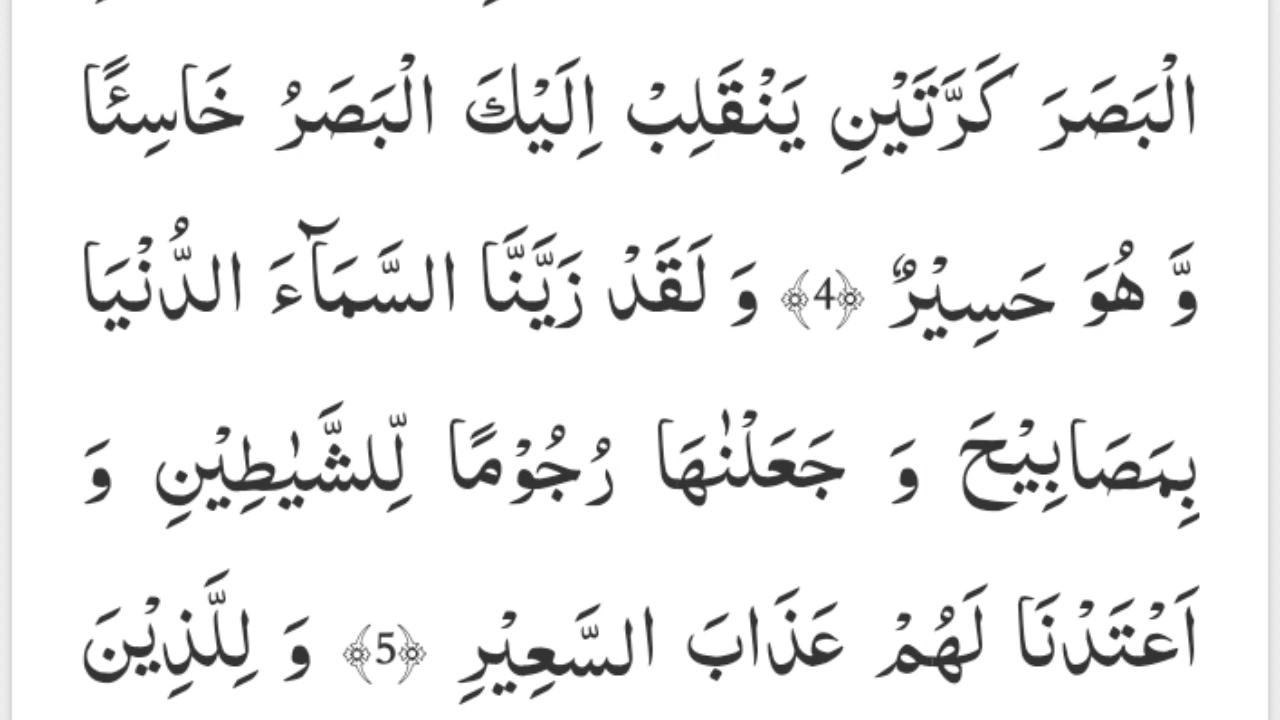 الْبَصَرَ كَرَّتَیْنِ یَنْقَلِبْ اِلَیْكَ الْبَصَرُ خَاسِئًا
وَّ هُوَ حَسِیْرٌ ﴿4﴾ وَ لَقَدْ زَیَّنَّا السَّمَآءَ الدُّنْیَا
بِمَصَابِیْحَ وَ جَعَلْنٰهَا رُجُوْمًا لِّلشَّیٰطِیْنِ وَ
اَعْتَدْنَا لَهُمْ عَذَابَ السَّعِیْرِ ﴿5﴾ وَ لِلَّذِیْنَ